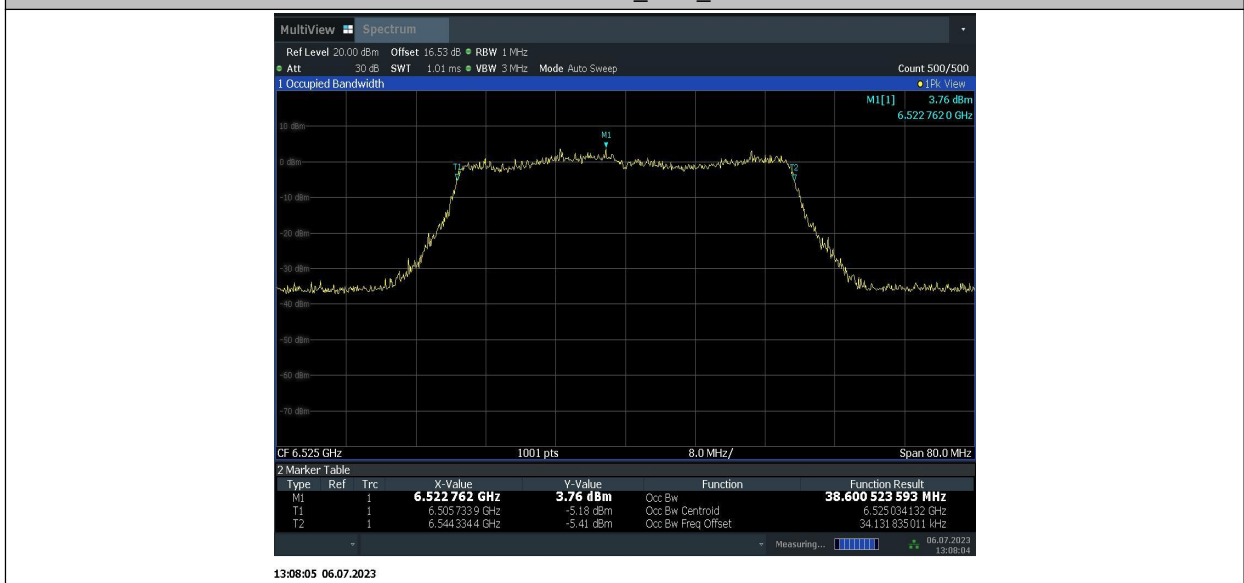 MultiView Spectrum
Ref Level 20.00 dBm Offset 16.53 dB RBW 1 MHz
Att 30 dB SWT 1.01 ms VBW 3 MHz Mode Auto Sweep Count 500/500
1 Occupied Bandwidth 1Pk View
M1[1] 3.76 dBm
6.522 762 0 GHz
10 dBm
M1
0 dBm
T1
T2
-10 dBm
-20 dBm
-30 dBm
-40 dBm
-50 dBm
-60 dBm
-70 dBm
CF 6.525 GHz 1001 pts 8.0 MHz/ Span 80.0 MHz
2 Marker Table
Type Ref Trc X-Value Y-Value Function Function Result
M1 1 6.522 762 GHz 3.76 dBm Occ Bw 38.600 523 593 MHz
T1 1 6.505 733 9 GHz -5.18 dBm Occ Bw Centroid 6.525 034 132 GHz
T2 1 6.544 334 4 GHz -5.41 dBm Occ Bw Freq Offset 34.131 835 011 kHz
Measuring... 06.07.2023
13:08:04
13:08:05 06.07.2023